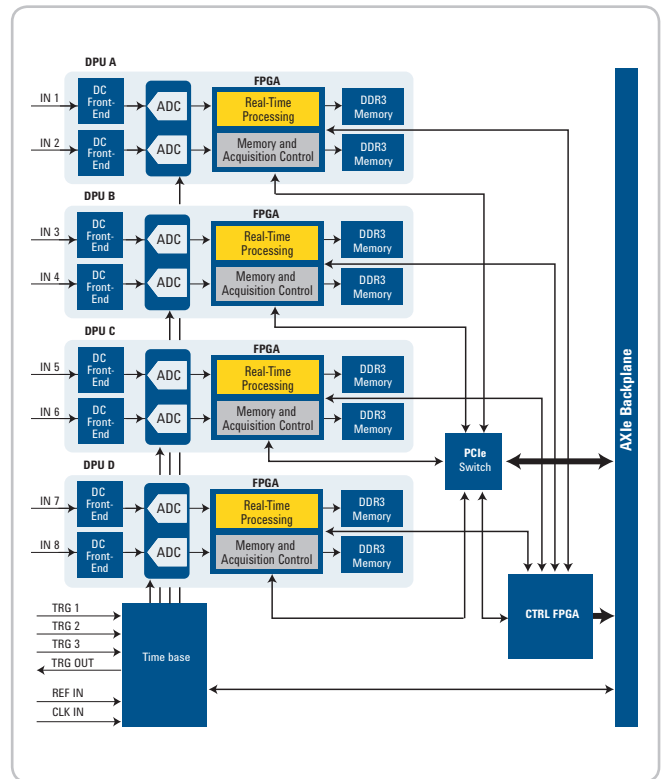 DPU A
FPGA
IN 1
DC
Front-
End
ADC
Real-Time
Processing
DDR3
Memory
IN 2
DC
Front-
End
ADC
Memory and
Acquisition Control
DDR3
Memory
DPU B
FPGA
IN 3
DC
Front-
End
ADC
Real-Time
Processing
DDR3
Memory
IN 4
DC
Front-
End
ADC
Memory and
Acquisition Control
DDR3
Memory
DPU C
FPGA
IN 5
DC
Front-
End
ADC
Real-Time
Processing
DDR3
Memory
IN 6
DC
Front-
End
ADC
Memory and
Acquisition Control
DDR3
Memory
DPU D
FPGA
IN 7
DC
Front-
End
ADC
Real-Time
Processing
DDR3
Memory
IN 8
DC
Front-
End
ADC
Memory and
Acquisition Control
DDR3
Memory
PCIe
Switch
AXIe Backplane
CTRL FPGA
TRG 1
TRG 2
TRG 3
TRG OUT
REF IN
CLK IN
Time base